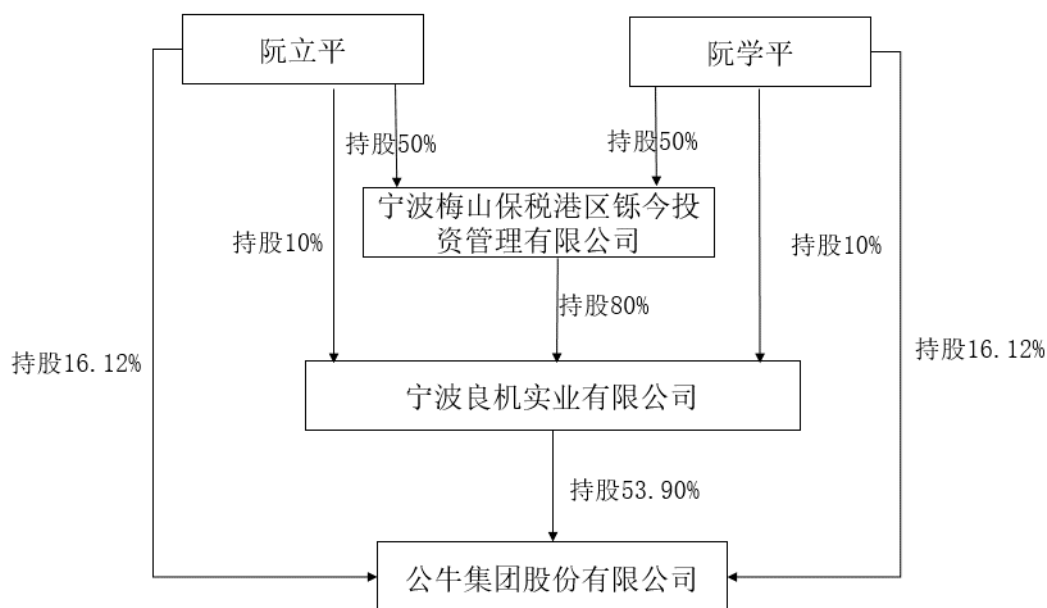 阮立平
阮学平
持股50%
持股50%
宁波梅山保税港区铄今投
资管理有限公司
持股10%
持股10%
持股80%
持股16.12%
持股16.12%
宁波良机实业有限公司
持股53.90%
公牛集团股份有限公司